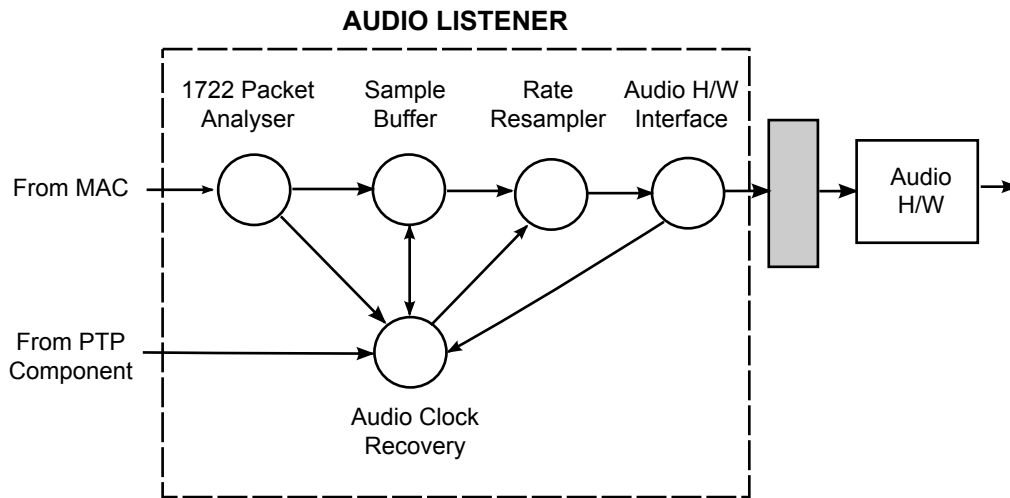 AUDIO LISTENER
1722 Packet
Analyser
Sample
Buffer
Rate
Resampler
Audio H/W
Interface
From MAC
Audio
H/W
From PTP
Component
Audio Clock
Recovery